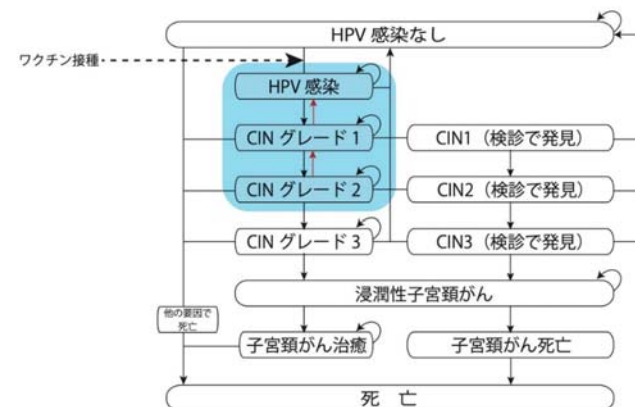 HPV 感染なし
ワクチン接種
HPV 感染
CIN グレード 1
CIN1（検診で発見）
CIN グレード 2
CIN2（検診で発見）
CIN グレード 3
CIN3（検診で発見）
浸潤性子宮頸がん
他の要因で
死亡
子宮頸がん治癒
子宮頸がん死亡
死 亡